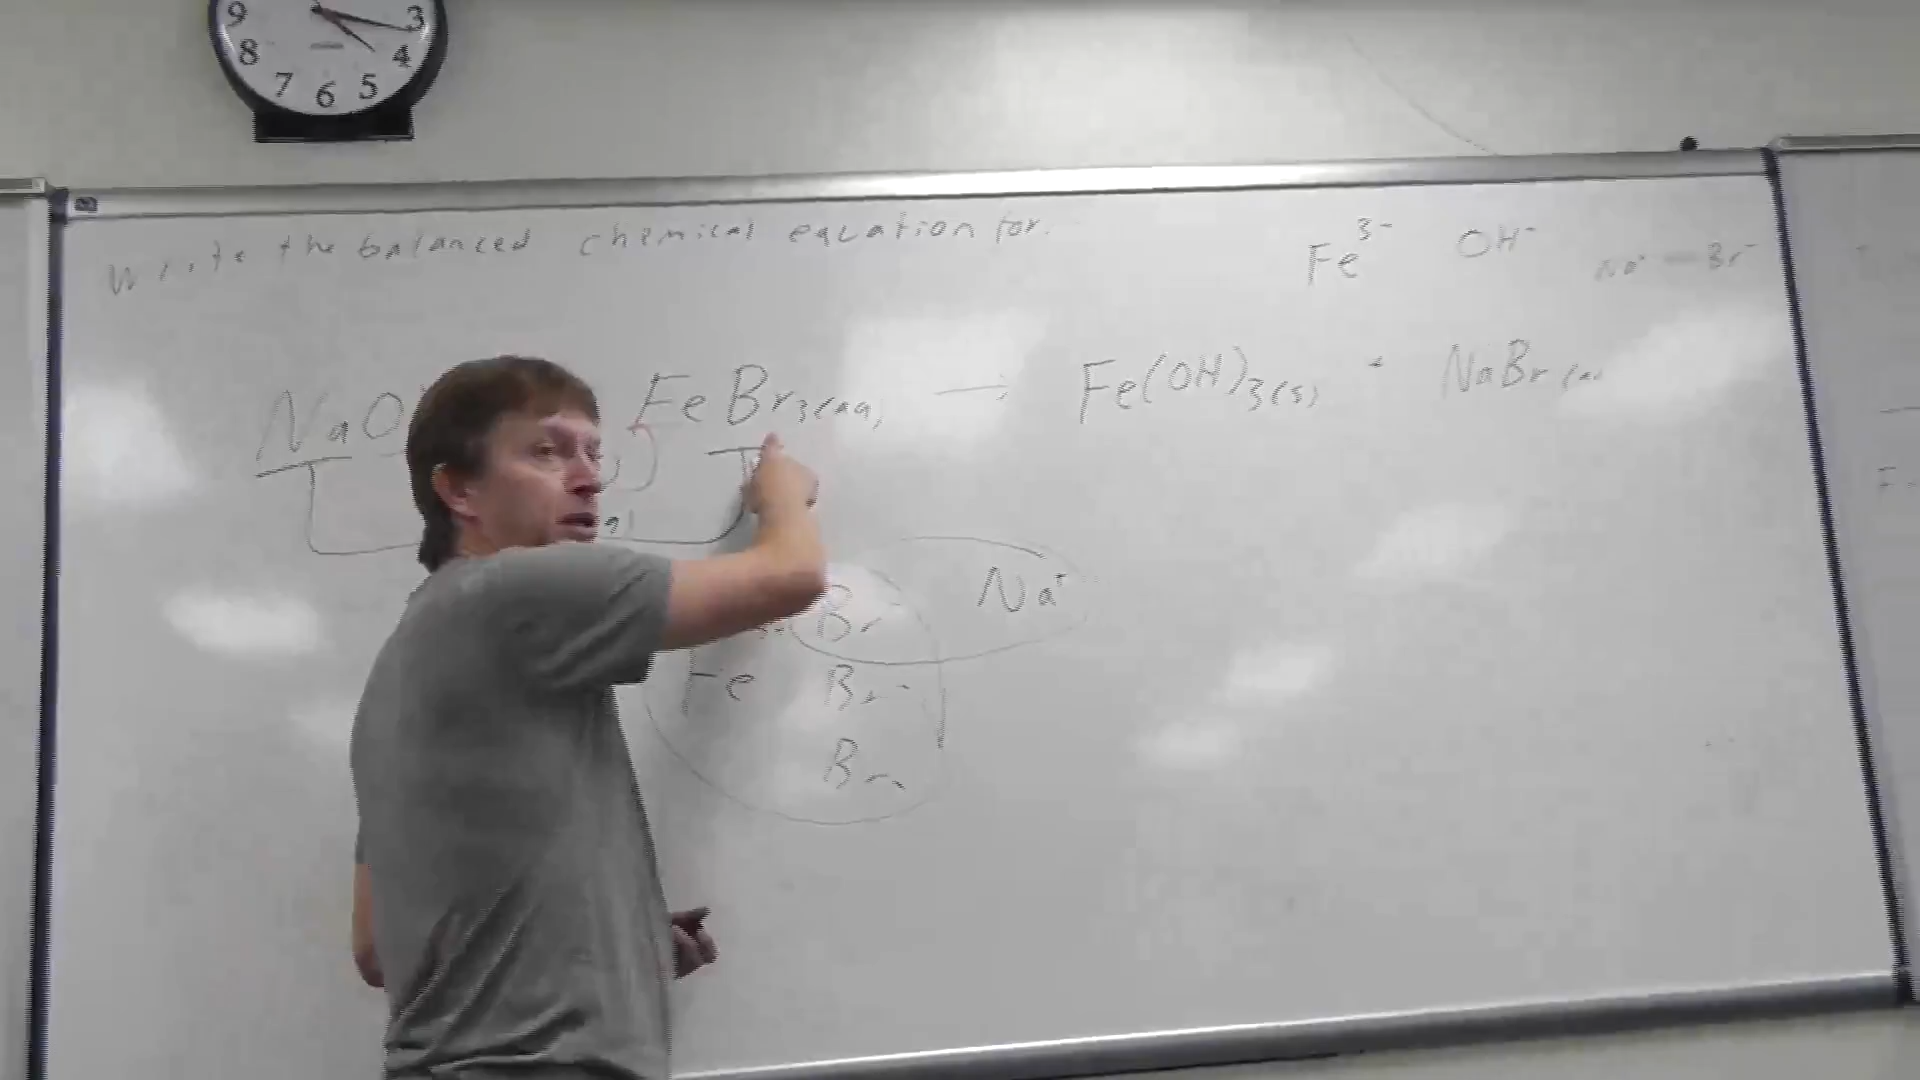 9 3
8 4
7 6 5
Write the balanced chemical equation for:
Fe³⁻ OH⁻ Na⁺ Br⁻
NaO FeBr₃(aq) → Fe(OH)₃(s) + NaBr
Br⁻ Na⁺
Fe Br⁻
Br⁻